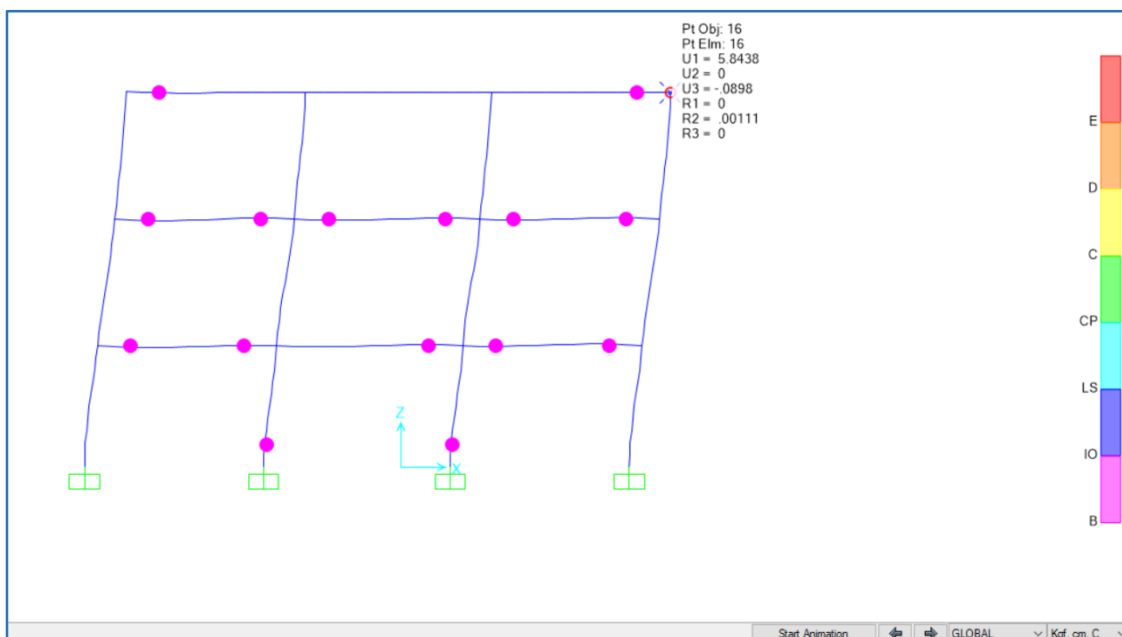 Pt Obj: 16
Pt Elm: 16
U1 = 5.8438
U2 = 0
U3 = -.0898
R1 = 0
R2 = .00111
R3 = 0
E
D
C
CP
LS
IO
B
Z
X
Start Animation
GLOBAL
Kgf, cm, C